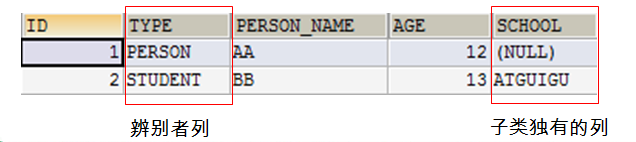 ID TYPE PERSON_NAME AGE SCHOOL
1 PERSON AA 12 (NULL)
2 STUDENT BB 13 ATGUIGU
辨别者列 子类独有的列